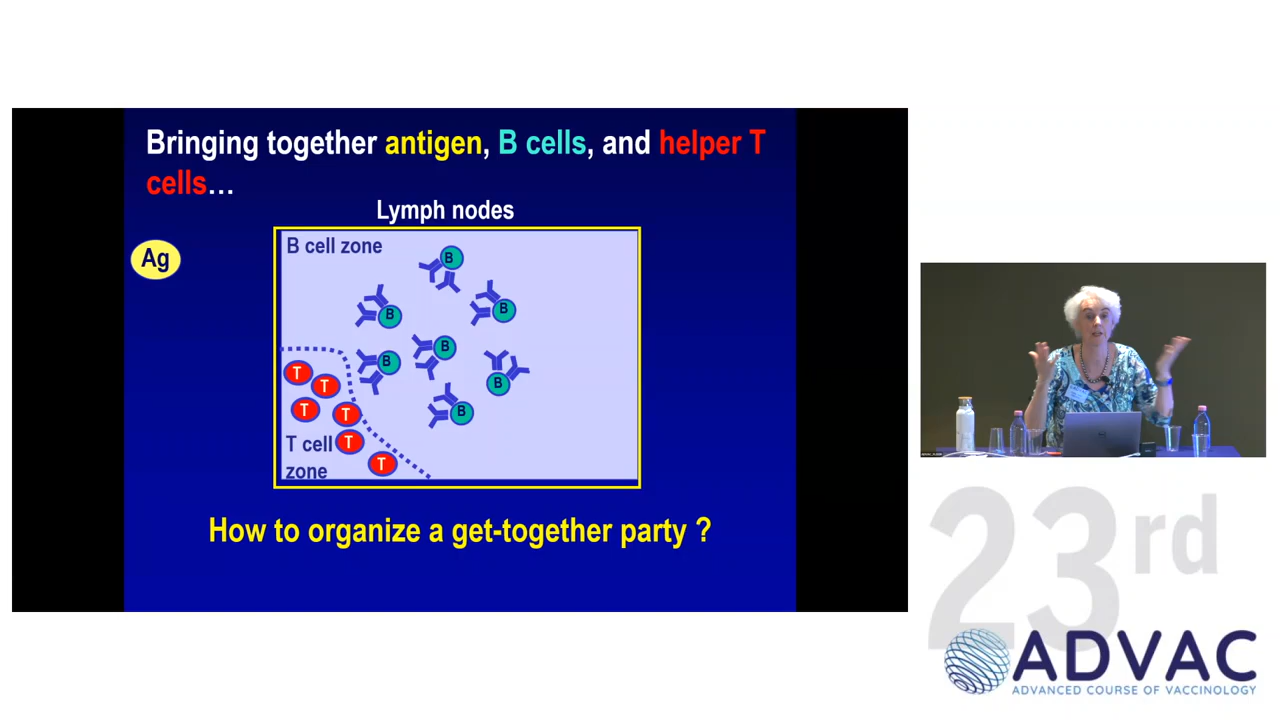 Bringing together antigen, B cells, and helper T
cells…
Lymph nodes
B cell zone
Ag
B
B
B
B
B
B
B
T
T
T
T
T cell
T
zone
T
How to organize a get-together party ?
23rd
ADVAC
ADVANCED COURSE OF VACCINOLOGY